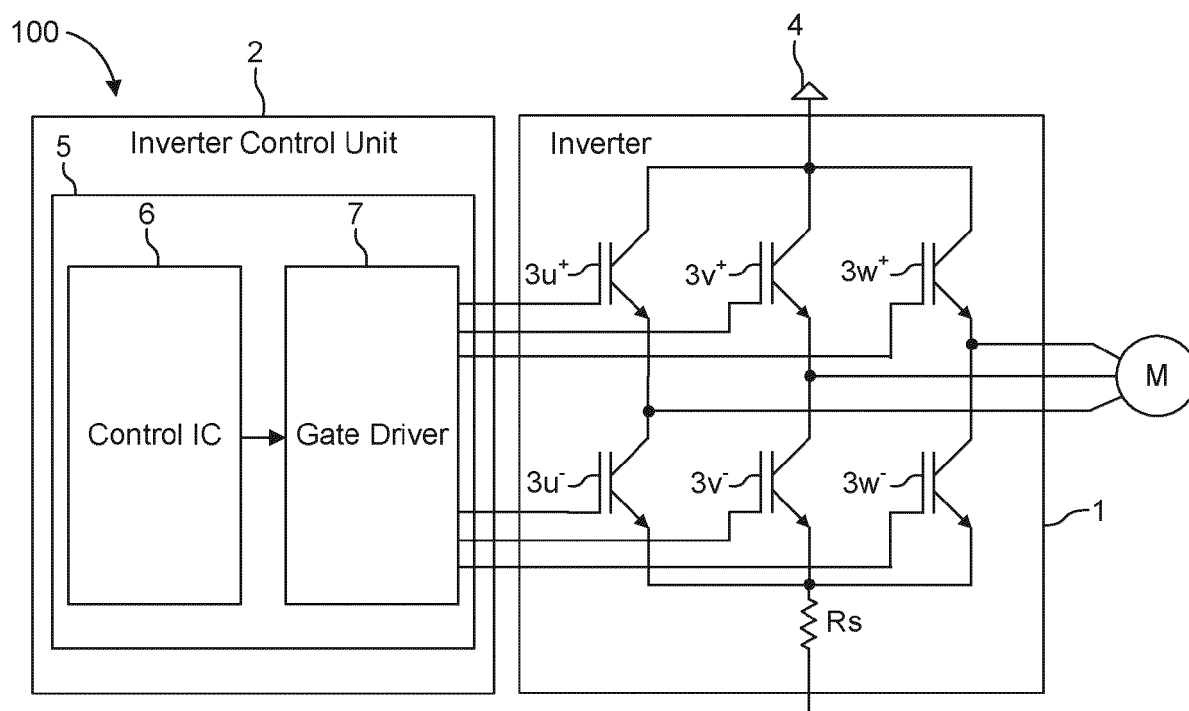 100
2
4
Inverter Control Unit
Inverter
5
6
7
3u⁺
3v⁺
3w⁺
M
Control IC
Gate Driver
3u⁻
3v⁻
3w⁻
1
Rs